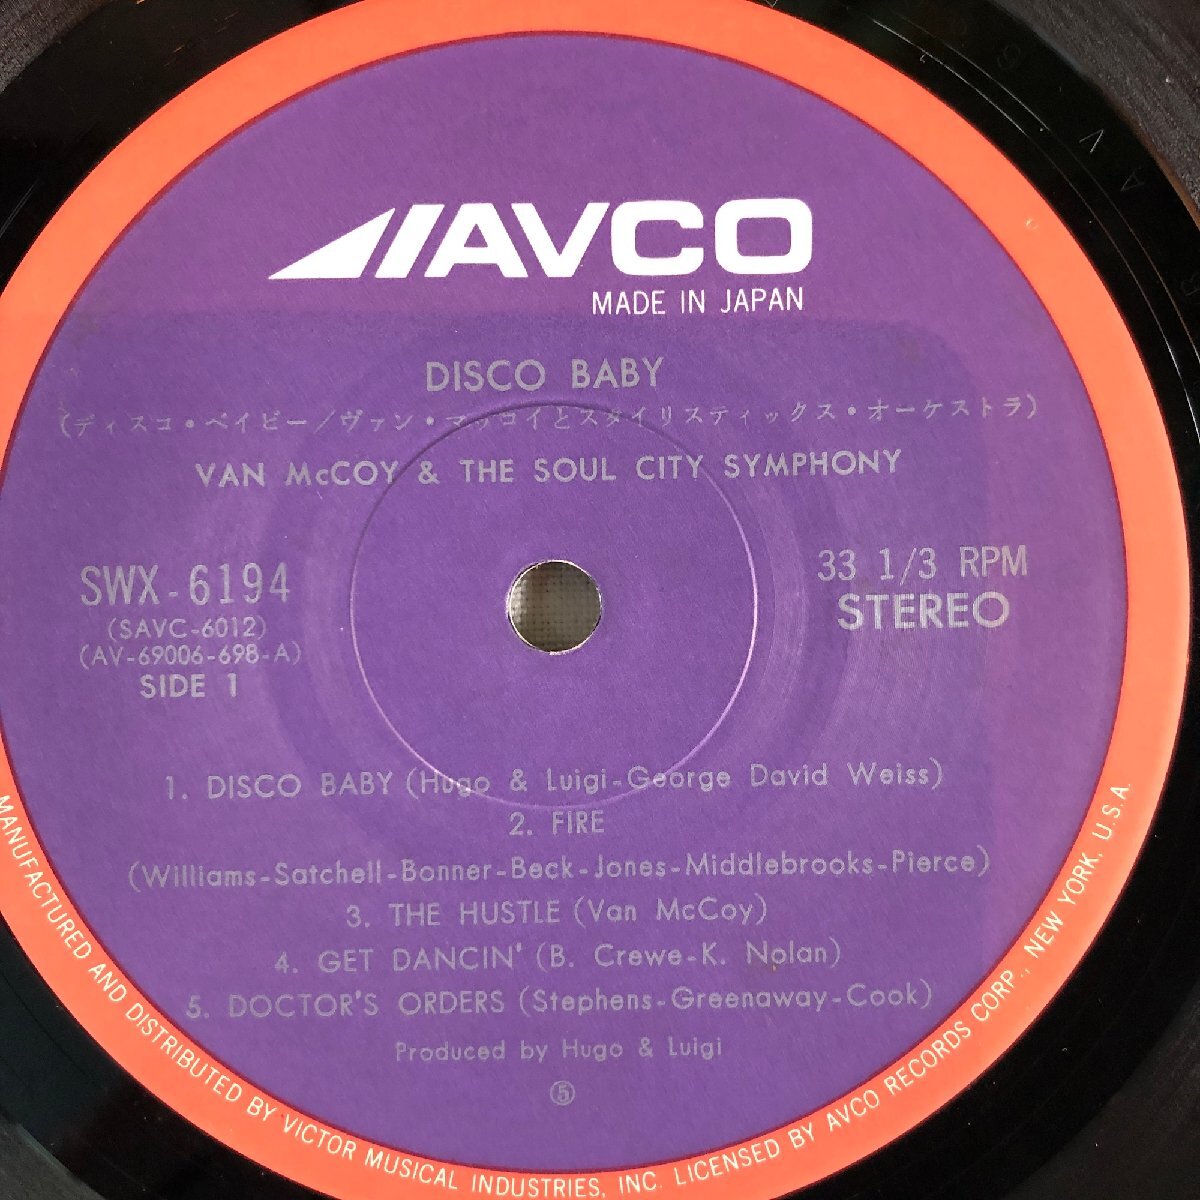 AVCO
MADE IN JAPAN
DISCO BABY
(ディスコ・ベイビー/ヴァン・マッコイとスタイリスティックス・オーケストラ)
VAN McCOY & THE SOUL CITY SYMPHONY
SWX-6194
(SAVC-6012)
(AV-69006-698-A)
SIDE 1
33 1/3 RPM
STEREO
1. DISCO BABY (Hugo & Luigi-George David Weiss)
2. FIRE
(Williams-Satchell-Bonner-Beck-Jones-Middlebrooks-Pierce)
3. THE HUSTLE (Van McCoy)
4. GET DANCIN' (B. Crewe-K. Nolan)
5. DOCTOR'S ORDERS (Stephens-Greenaway-Cook)
Produced by Hugo & Luigi
⑤
MANUFACTURED AND DISTRIBUTED BY VICTOR MUSICAL INDUSTRIES, INC. LICENSED BY AVCO RECORDS CORP., NEW YORK, U.S.A.